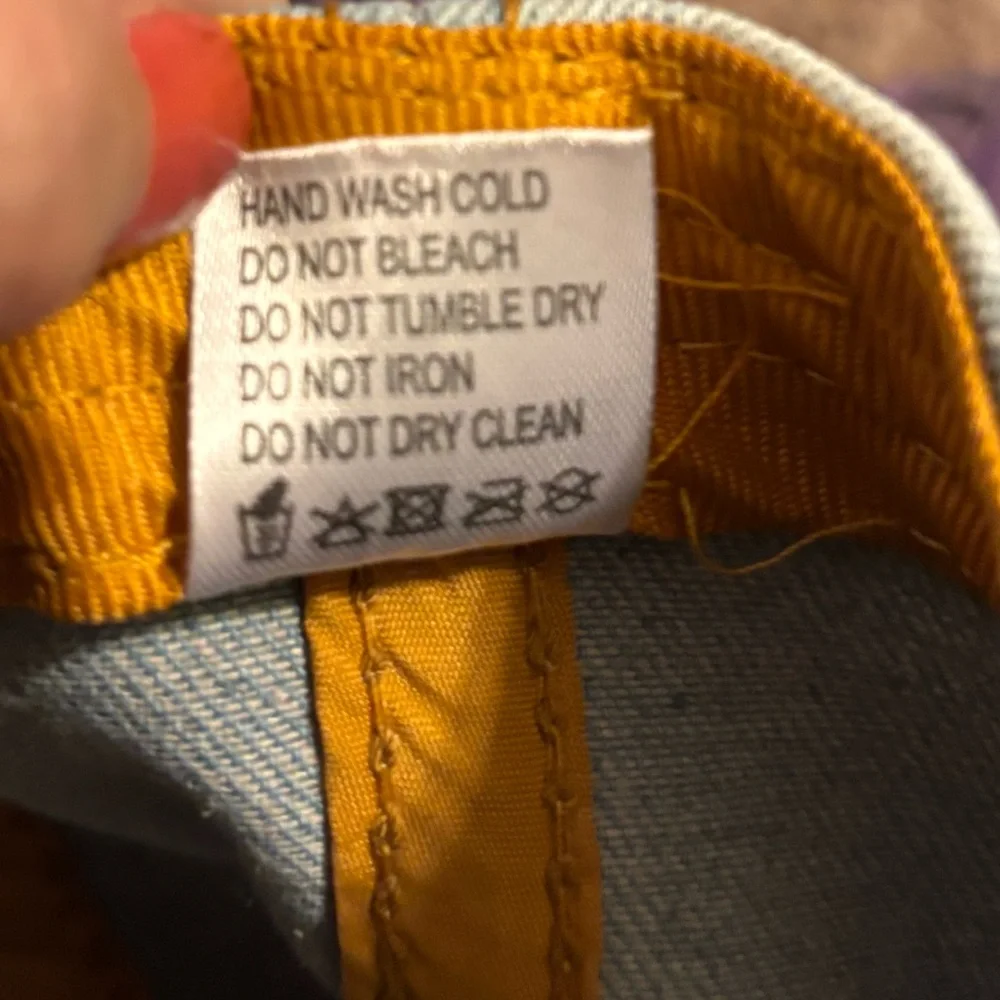 HAND WASH COLD
DO NOT BLEACH
DO NOT TUMBLE DRY
DO NOT IRON
DO NOT DRY CLEAN